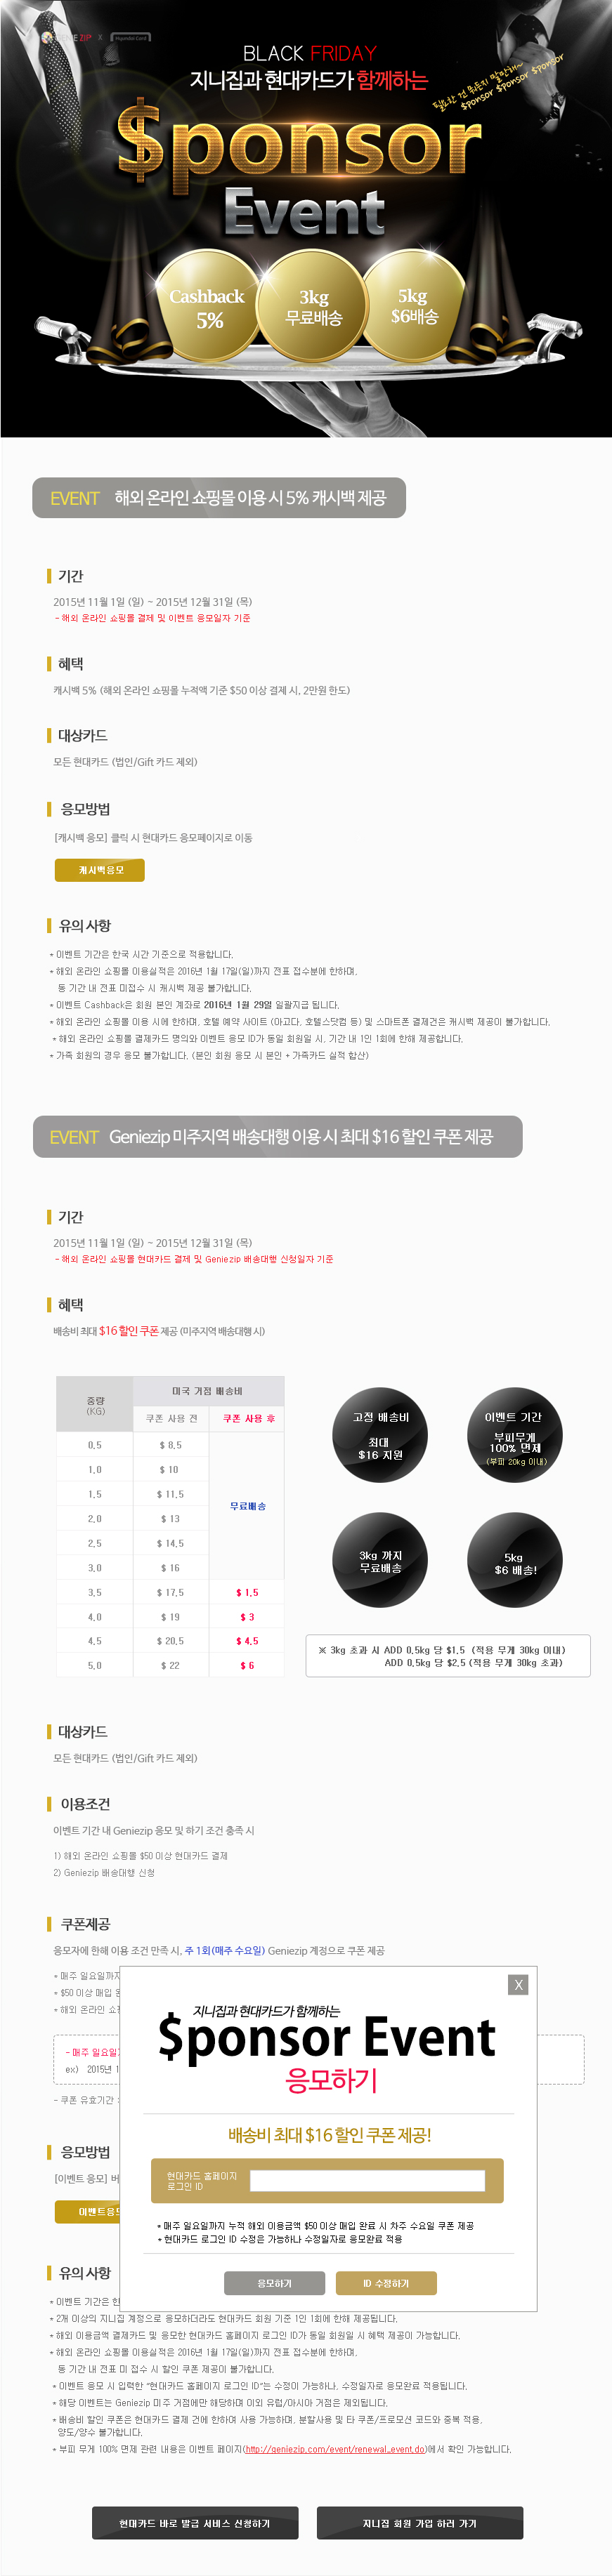 GENIE ZIP X Hyundai Card
BLACK FRIDAY
지니집과 현대카드가 함께하는
필요한 건 뭐든지 말만해~
$ponsor $ponsor $ponsor
$ponsor
Event
Cashback
5%
3kg
무료배송
5kg
$6배송
EVENT 해외 온라인 쇼핑몰 이용 시 5% 캐시백 제공
기간
2015년 11월 1일 (일) ~ 2015년 12월 31일 (목)
- 해외 온라인 쇼핑몰 결제 및 이벤트 응모일자 기준
혜택
캐시백 5% (해외 온라인 쇼핑몰 누적액 기준 $50 이상 결제 시, 2만원 한도)
대상카드
모든 현대카드 (법인/Gift 카드 제외)
응모방법
[캐시백 응모] 클릭 시 현대카드 응모페이지로 이동
캐시백응모
유의 사항
* 이벤트 기간은 한국 시간 기준으로 적용합니다.
* 해외 온라인 쇼핑몰 이용실적은 2016년 1월 17일(일)까지 전표 접수분에 한하며,
동 기간 내 전표 미접수 시 캐시백 제공 불가합니다.
* 이벤트 Cashback은 회원 본인 계좌로 2016년 1월 29일 일괄지급 됩니다.
* 해외 온라인 쇼핑몰 이용 시에 한하며, 호텔 예약 사이트 (아고다, 호텔스닷컴 등) 및 스마트폰 결제건은 캐시백 제공이 불가합니다.
* 해외 온라인 쇼핑몰 결제카드 명의와 이벤트 응모 ID가 동일 회원일 시, 기간 내 1인 1회에 한해 제공합니다.
* 가족 회원의 경우 응모 불가합니다. (본인 회원 응모 시 본인 + 가족카드 실적 합산)
EVENT Geniezip 미주지역 배송대행 이용 시 최대 $16 할인 쿠폰 제공
기간
2015년 11월 1일 (일) ~ 2015년 12월 31일 (목)
- 해외 온라인 쇼핑몰 현대카드 결제 및 Geniezip 배송대행 신청일자 기준
혜택
배송비 최대 $16 할인 쿠폰 제공 (미주지역 배송대행 시)
중량
(KG)
미국 거점 배송비
쿠폰 사용 전 쿠폰 사용 후
0.5 $ 8.5
1.0 $ 10
1.5 $ 11.5
무료배송
2.0 $ 13
2.5 $ 14.5
3.0 $ 16
3.5 $ 17.5 $ 1.5
4.0 $ 19 $ 3
4.5 $ 20.5 $ 4.5
5.0 $ 22 $ 6
고정 배송비
최대
$16 지원
이벤트 기간
부피무게
100% 면제
(부피 20kg 이내)
3kg 까지
무료배송
5kg
$6 배송!
※ 3kg 초과 시 ADD 0.5kg 당 $1.5 (적용 무게 30kg 이내)
ADD 0.5kg 당 $2.5 (적용 무게 30kg 초과)
대상카드
모든 현대카드 (법인/Gift 카드 제외)
이용조건
이벤트 기간 내 Geniezip 응모 및 하기 조건 충족 시
1) 해외 온라인 쇼핑몰 $50 이상 현대카드 결제
2) Geniezip 배송대행 신청
쿠폰제공
응모자에 한해 이용 조건 만족 시, 주 1회(매주 수요일) Geniezip 계정으로 쿠폰 제공
* 매주 일요일까지
* $50 이상 매입
* 해외 온라인
- 매주 일요일
ex) 2015년
- 쿠폰 유효기간 :
응모방법
[이벤트 응모]
이벤트응모
유의 사항
* 이벤트 기간은 한
X
지니집과 현대카드가 함께하는
$ponsor Event
응모하기
배송비 최대 $16 할인 쿠폰 제공!
현대카드 홈페이지
로그인 ID
* 매주 일요일까지 누적 해외 이용금액 $50 이상 매입 완료 시 차주 수요일 쿠폰 제공
* 현대카드 로그인 ID 수정은 가능하나 수정일자로 응모완료 적용
응모하기 ID 수정하기
* 2개 이상의 지니집 계정으로 응모하더라도 현대카드 회원 기준 1인 1회에 한해 제공됩니다.
* 해외 이용금액 결제카드 및 응모한 현대카드 홈페이지 로그인 ID가 동일 회원일 시 혜택 제공이 가능합니다.
* 해외 온라인 쇼핑몰 이용실적은 2016년 1월 17일(일)까지 전표 접수분에 한하며,
동 기간 내 전표 미 접수 시 할인 쿠폰 제공이 불가합니다.
* 이벤트 응모 시 입력한 "현대카드 홈페이지 로그인 ID"는 수정이 가능하나, 수정일자로 응모완료 적용됩니다.
* 해당 이벤트는 Geniezip 미주 거점에만 해당하며 이외 유럽/아시아 거점은 제외됩니다.
* 배송비 할인 쿠폰은 현대카드 결제 건에 한하여 사용 가능하며, 분할사용 및 타 쿠폰/프로모션 코드와 중복 적용,
양도/양수 불가합니다.
* 부피 무게 100% 면제 관련 내용은 이벤트 페이지(http://geniezip.com/event/renewal_event.do)에서 확인 가능합니다.
현대카드 바로 발급 서비스 신청하기 지니집 회원 가입 하러 가기